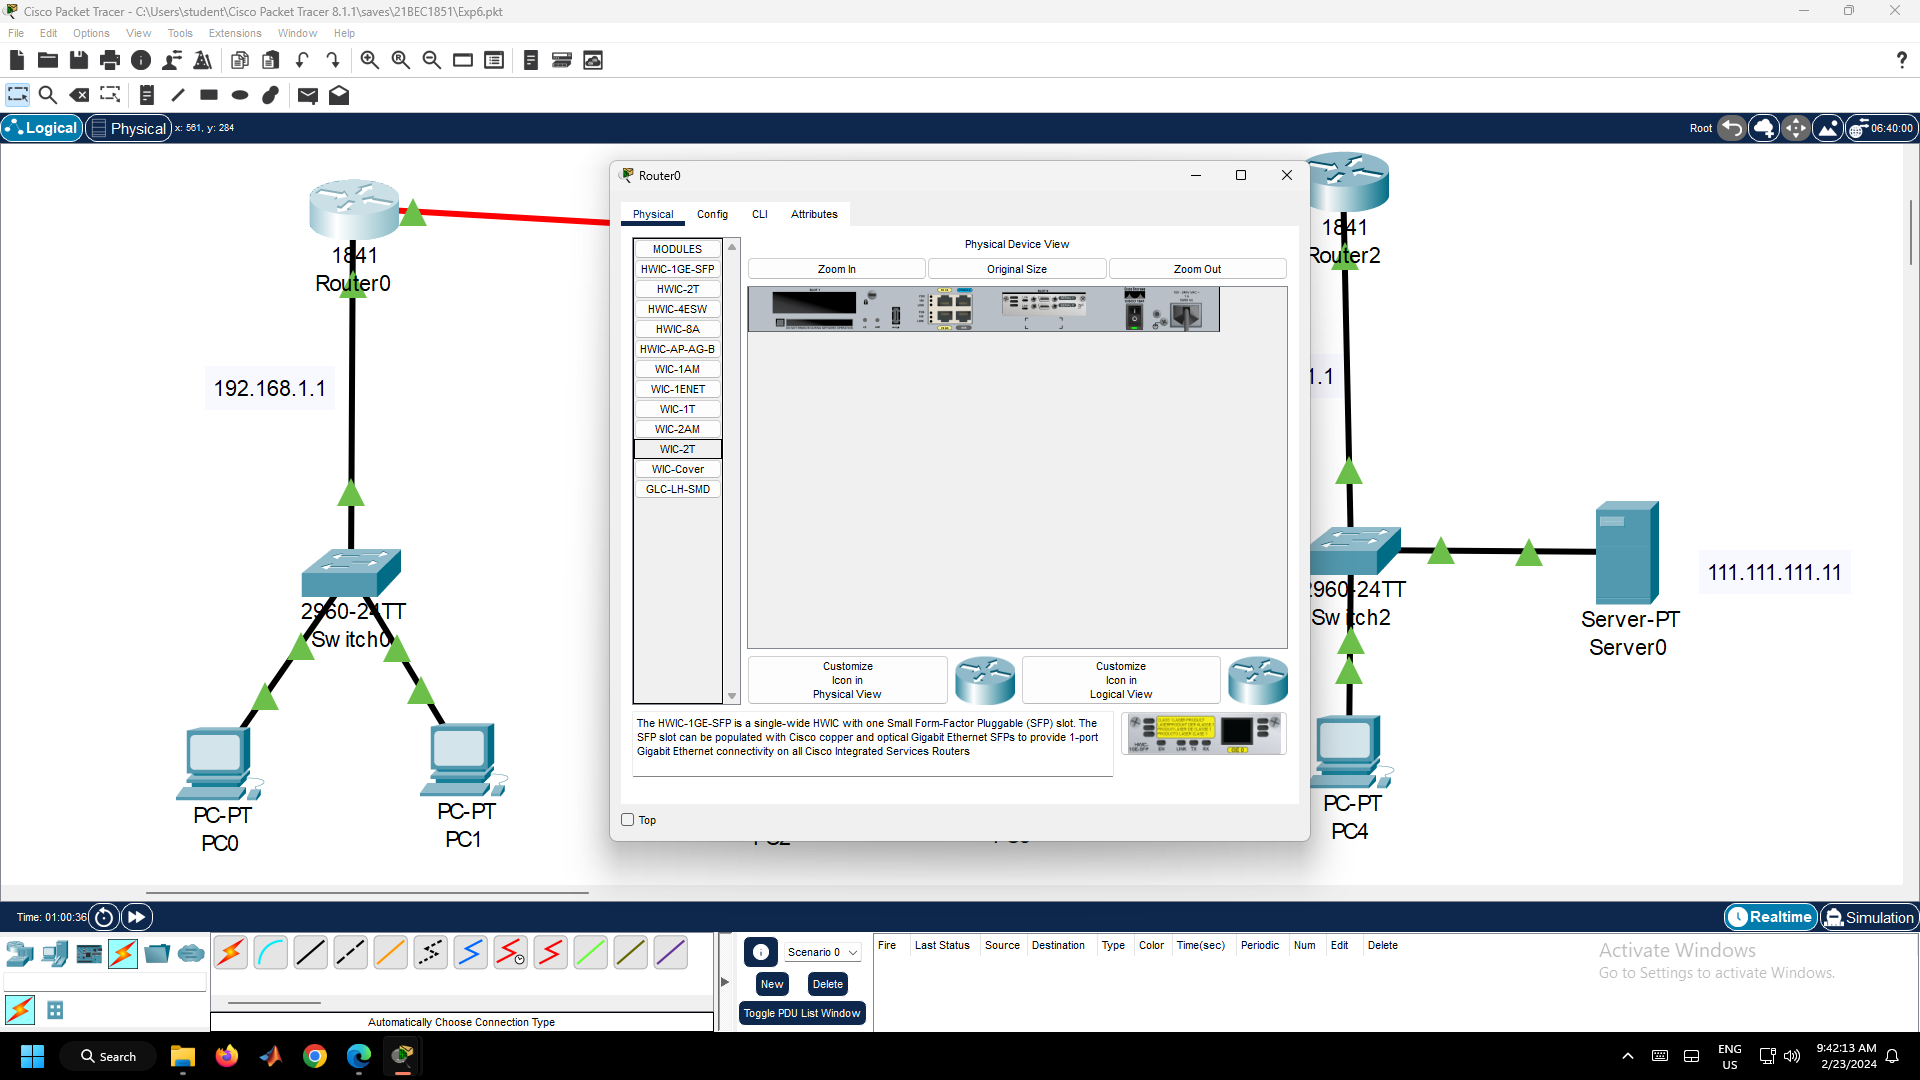 Cisco Packet Tracer - C:\Users\student\Cisco Packet Tracer 8.1.1\saves\21BEC1851\Exp6.pkt
File Edit Options View Tools Extensions Window Help
Logical Physical x: 561, y: 284 Root 06:40:00
Router0
Physical Config CLI Attributes
MODULES
HWIC-1GE-SFP
HWIC-2T
HWIC-4ESW
HWIC-8A
HWIC-AP-AG-B
WIC-1AM
WIC-1ENET
WIC-1T
WIC-2AM
WIC-2T
WIC-Cover
GLC-LH-SMD
Physical Device View
Zoom In Original Size Zoom Out
Customize
Icon in
Physical View
Customize
Icon in
Logical View
The HWIC-1GE-SFP is a single-wide HWIC with one Small Form-Factor Pluggable (SFP) slot. The
SFP slot can be populated with Cisco copper and optical Gigabit Ethernet SFPs to provide 1-port
Gigabit Ethernet connectivity on all Cisco Integrated Services Routers
Top
1841
Router0
192.168.1.1
2960-24TT
Switch0
PC-PT
PC0
PC-PT
PC1
1841
Router2
1.1
2960-24TT
Switch2
Server-PT
Server0
111.111.111.11
PC-PT
PC4
Time: 01:00:36 Realtime Simulation
Automatically Choose Connection Type
Scenario 0
New Delete
Toggle PDU List Window
Fire Last Status Source Destination Type Color Time(sec) Periodic Num Edit Delete
Activate Windows
Go to Settings to activate Windows.
Search
ENG
US
9:42:13 AM
2/23/2024